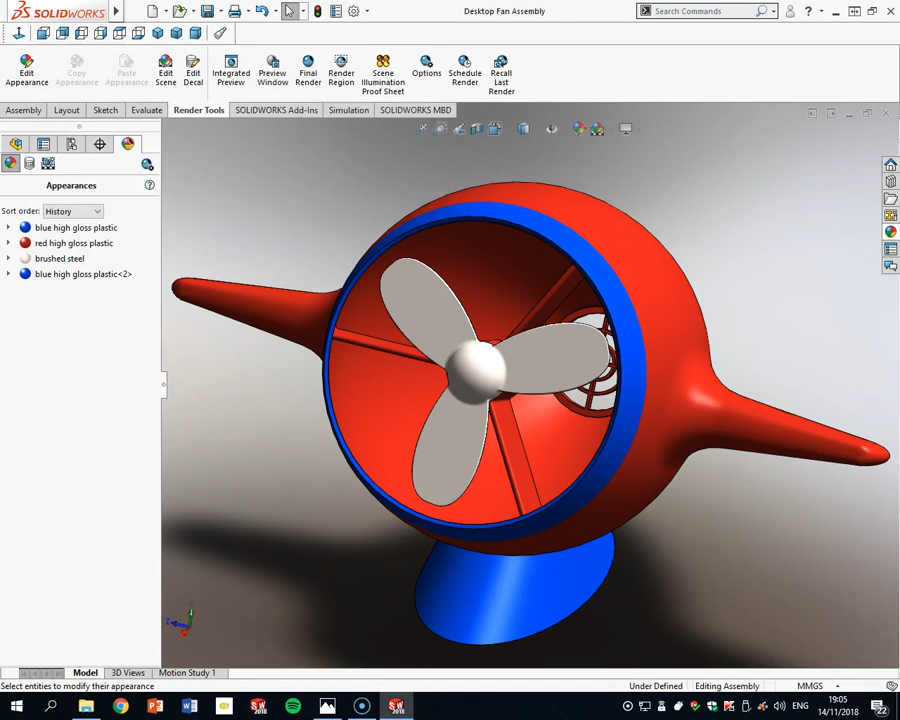 SOLIDWORKS
Desktop Fan Assembly
Search Commands
Edit Appearance
Copy Appearance
Paste Appearance
Edit Scene
Edit Decal
Integrated Preview
Preview Window
Final Render
Render Region
Scene Illumination Proof Sheet
Options
Schedule Render
Recall Last Render
Assembly
Layout
Sketch
Evaluate
Render Tools
SOLIDWORKS Add-Ins
Simulation
SOLIDWORKS MBD
Appearances
Sort order: History
blue high gloss plastic
red high gloss plastic
brushed steel
blue high gloss plastic<2>
Model
3D Views
Motion Study 1
Select entities to modify their appearance
Under Defined
Editing Assembly
MMGS
SW 2018
SW 2018
ENG
19:05
14/11/2018
22